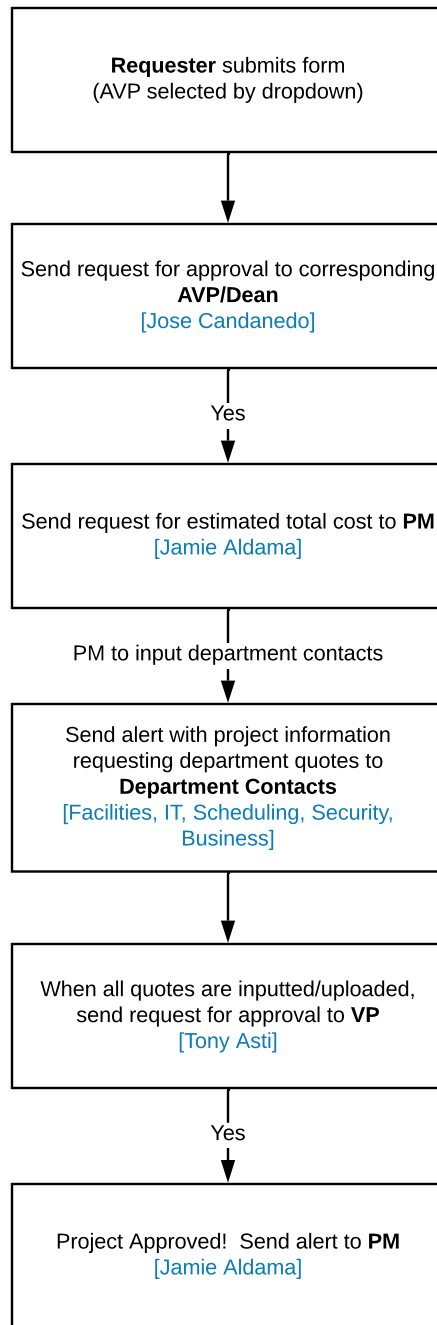 Requester submits form
(AVP selected by dropdown)
Send request for approval to corresponding
AVP/Dean
[Jose Candanedo]
Yes
Send request for estimated total cost to PM
[Jamie Aldama]
PM to input department contacts
Send alert with project information
requesting department quotes to
Department Contacts
[Facilities, IT, Scheduling, Security,
Business]
When all quotes are inputted/uploaded,
send request for approval to VP
[Tony Asti]
Yes
Project Approved!  Send alert to PM
[Jamie Aldama]